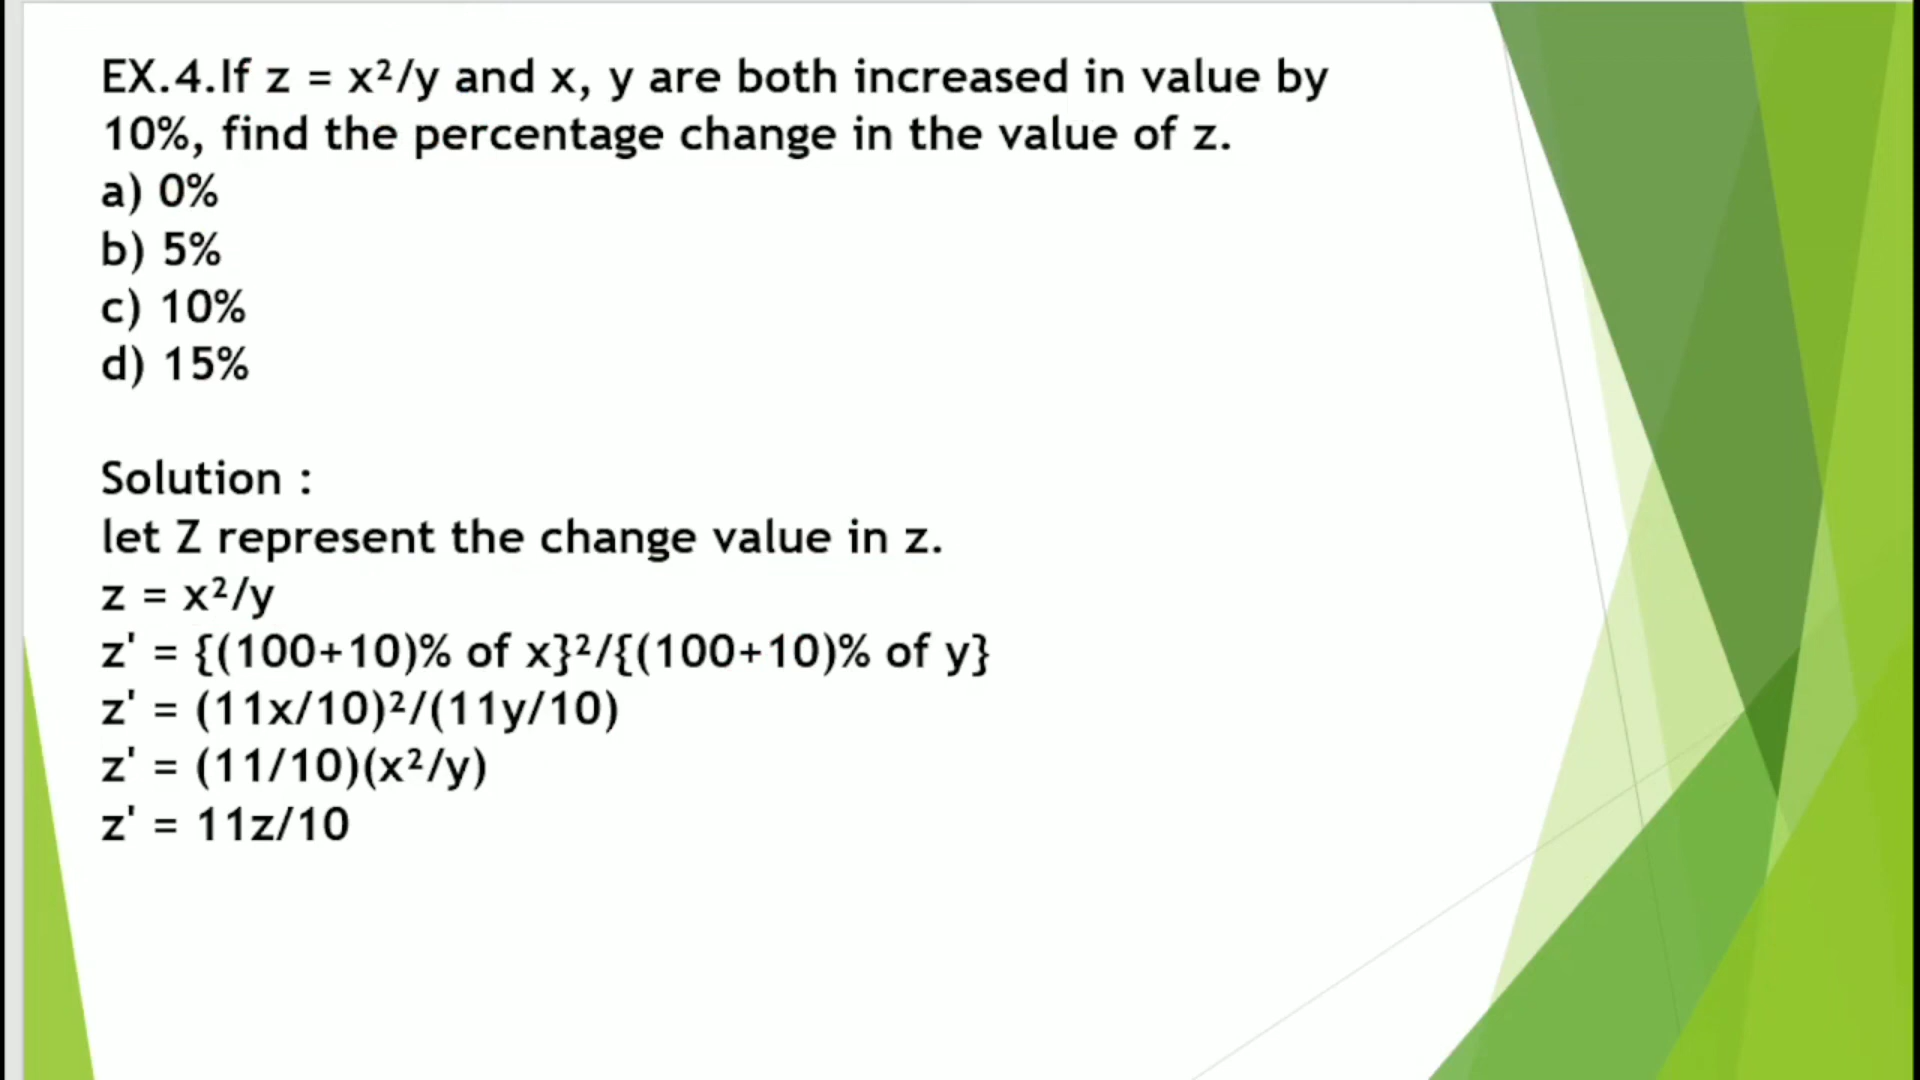 EX.4.If z = x²/y and x, y are both increased in value by
10%, find the percentage change in the value of z.
a) 0%
b) 5%
c) 10%
d) 15%
Solution :
let Z represent the change value in z.
z = x²/y
z' = {(100+10)% of x}²/{(100+10)% of y}
z' = (11x/10)²/(11y/10)
z' = (11/10)(x²/y)
z' = 11z/10